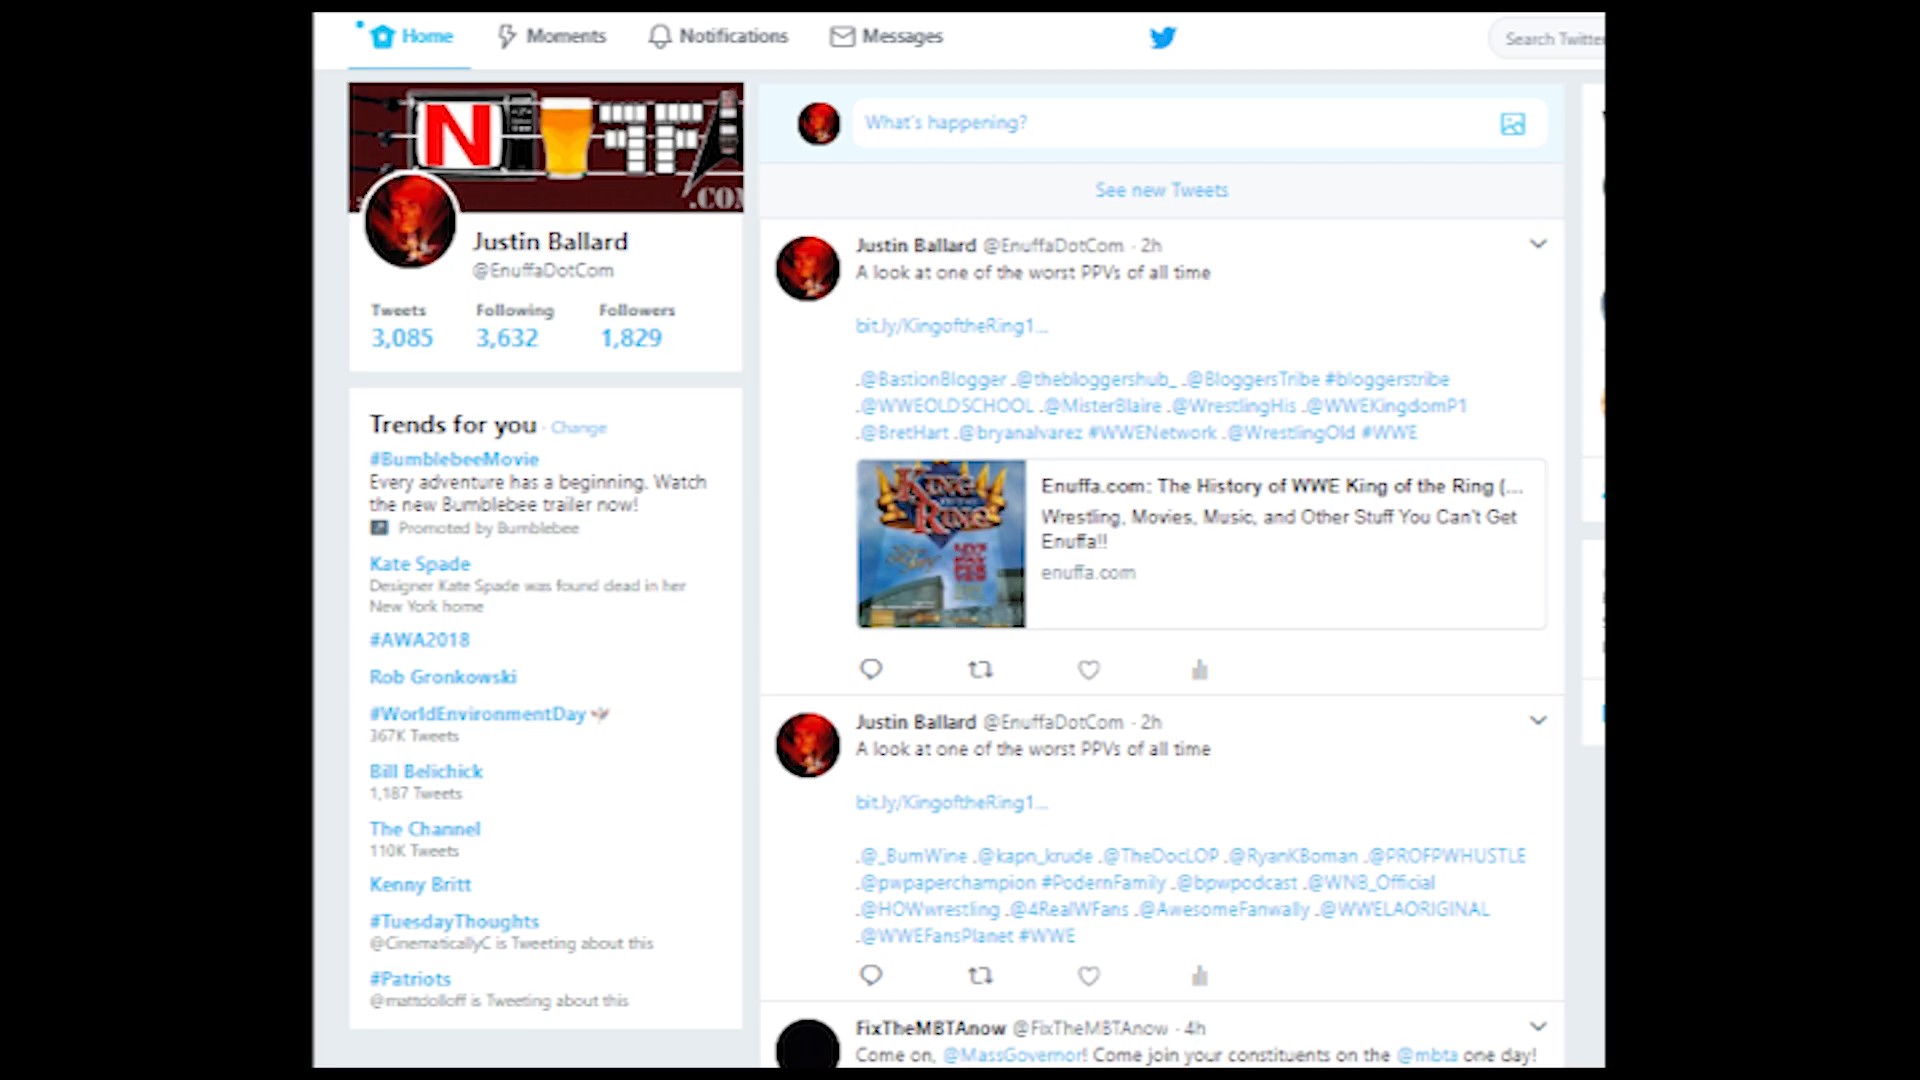 Home Moments Notifications Messages Search Twitter
.CO
Justin Ballard
@EnuffaDotCom
Tweets Following Followers
3,085 3,632 1,829
Trends for you · Change
#BumblebeeMovie
Every adventure has a beginning. Watch
the new Bumblebee trailer now!
Promoted by Bumblebee
Kate Spade
Designer Kate Spade was found dead in her
New York home
#AWA2018
Rob Gronkowski
#WorldEnvironmentDay
367K Tweets
Bill Belichick
1,187 Tweets
The Channel
110K Tweets
Kenny Britt
#TuesdayThoughts
@CinematicallyC is Tweeting about this
#Patriots
@mattdolloff is Tweeting about this
What's happening?
See new Tweets
Justin Ballard @EnuffaDotCom · 2h
A look at one of the worst PPVs of all time
bit.ly/KingoftheRing1...
.@BastionBlogger .@thebloggershub_ .@BloggersTribe #bloggerstribe
.@WWEOLDSCHOOL .@MisterBlaire .@WrestlingHis .@WWEKingdomP1
.@BretHart .@bryanalvarez #WWENetwork .@WrestlingOld #WWE
King
Ring
Enuffa.com: The History of WWE King of the Ring (...
Wrestling, Movies, Music, and Other Stuff You Can't Get
Enuffa!!
enuffa.com
Justin Ballard @EnuffaDotCom · 2h
A look at one of the worst PPVs of all time
bit.ly/KingoftheRing1...
.@_BumWine .@kapn_krude .@TheDocLOP .@RyanKBoman .@PROFPWHUSTLE
.@pwpaperchampion #PodernFamily .@bpwpodcast .@WNB_Official
.@HOWwrestling .@4RealWFans .@AwesomeFanwally .@WWELAORIGINAL
.@WWEFansPlanet #WWE
FixTheMBTAnow @FixTheMBTAnow · 4h
Come on, @MassGovernor! Come join your constituents on the @mbta one day!